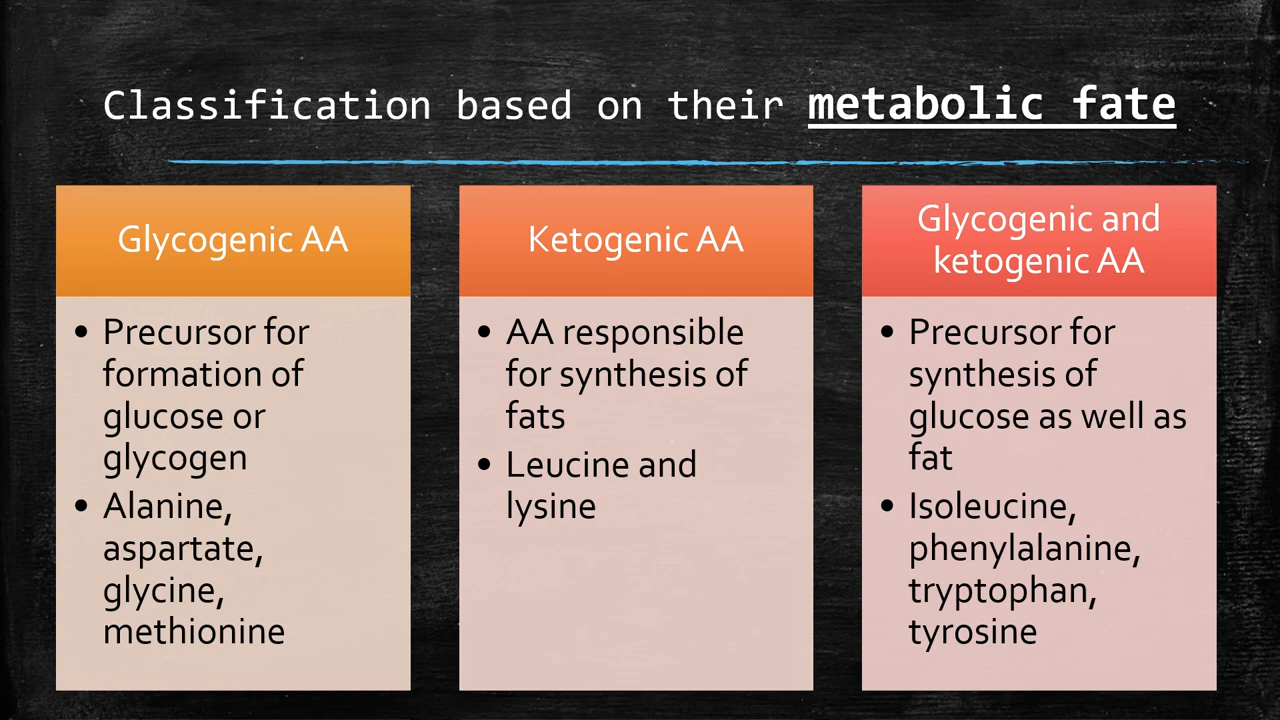 Classification based on their metabolic fate
Glycogenic AA
• Precursor for
formation of
glucose or
glycogen
• Alanine,
aspartate,
glycine,
methionine
Ketogenic AA
• AA responsible
for synthesis of
fats
• Leucine and
lysine
Glycogenic and
ketogenic AA
• Precursor for
synthesis of
glucose as well as
fat
• Isoleucine,
phenylalanine,
tryptophan,
tyrosine